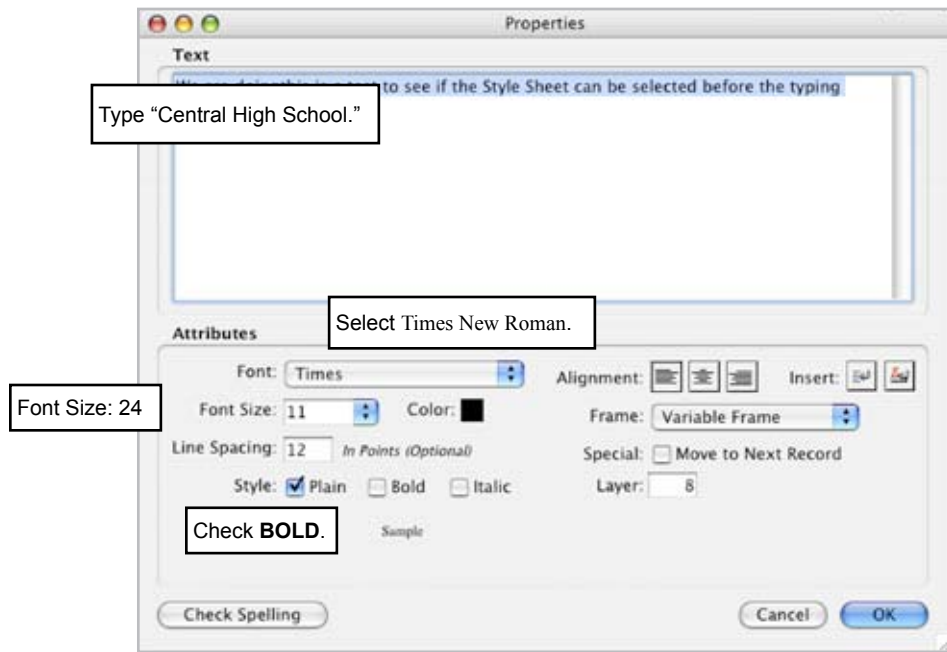 Properties
Text
to see if the Style Sheet can be selected before the typing
Type “Central High School.”
Select Times New Roman.
Attributes
Font: Times
Alignment:
Insert:
Font Size: 24
Font Size: 11
Color:
Frame: Variable Frame
Line Spacing: 12 In Points (Optional)
Special: Move to Next Record
Style: Plain Bold Italic
Layer: 8
Check BOLD.
Sample
Check Spelling
Cancel
OK